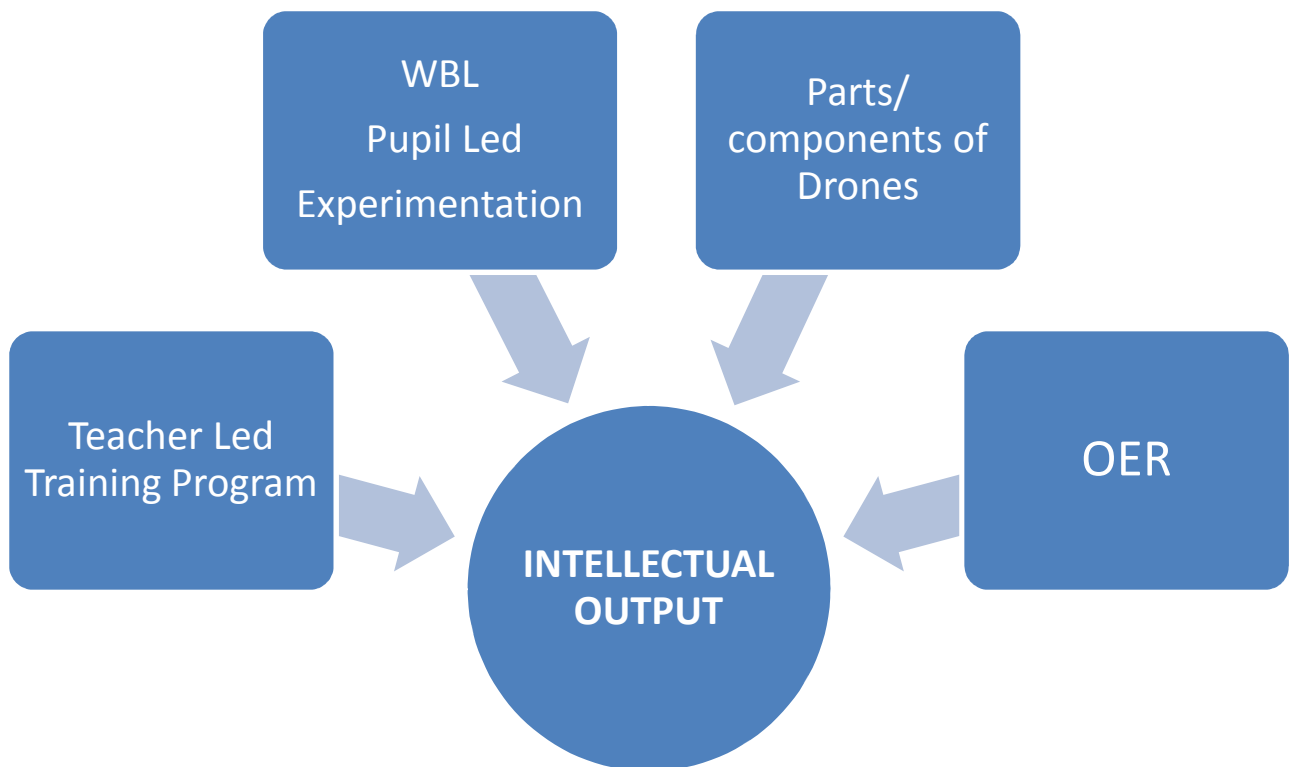 WBL
Pupil Led
Experimentation
Parts/
components of
Drones
Teacher Led
Training Program
OER
INTELLECTUAL
OUTPUT